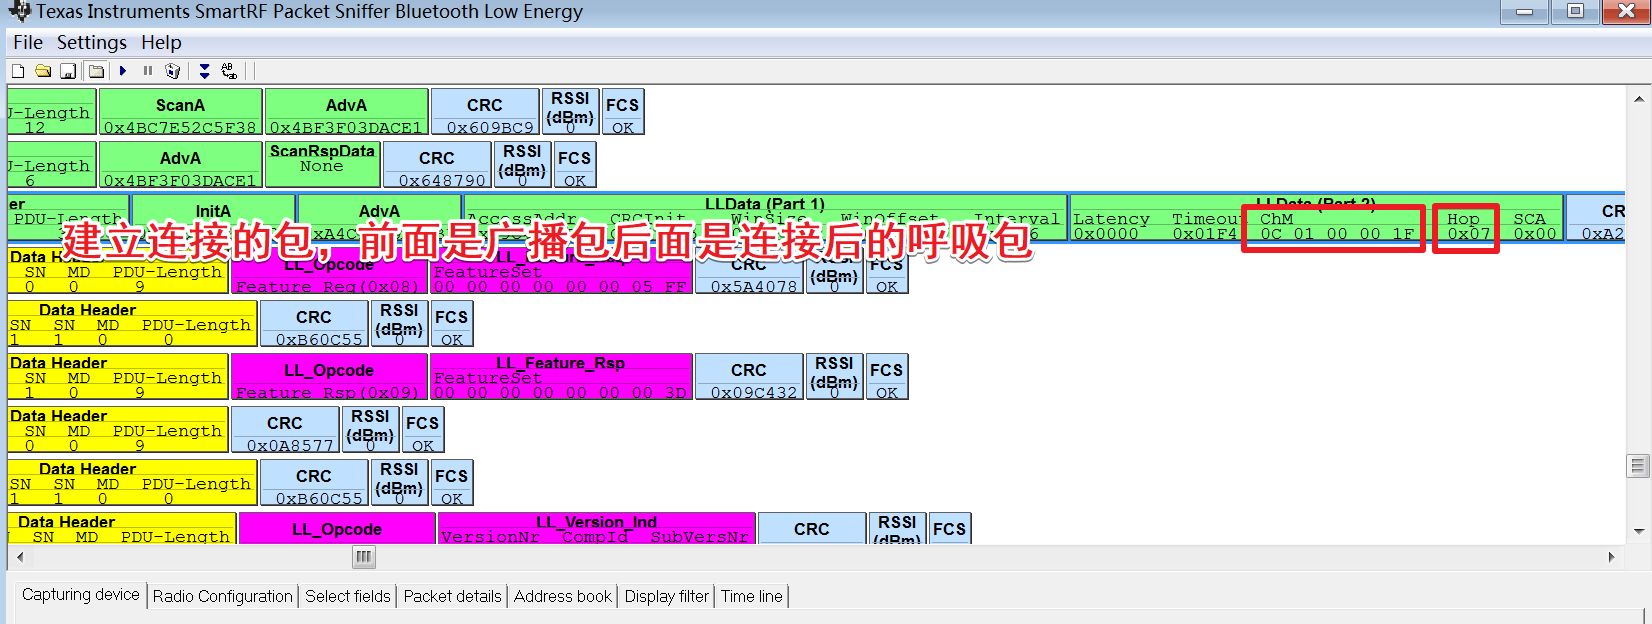 Texas Instruments SmartRF Packet Sniffer Bluetooth Low Energy
File Settings Help
J-Length 12 ScanA 0x4BC7E52C5F38 AdvA 0x4BF3F03DACE1 CRC 0x609BC9 RSSI (dBm) 0 FCS OK
J-Length 6 AdvA 0x4BF3F03DACE1 ScanRspData None CRC 0x648790 RSSI (dBm) 0 FCS OK
er PDU-Length InitA AdvA LLData (Part 1) AccessAddr CRCInit WinSize WinOffset Interval LLData (Part 2) Latency 0x0000 Timeout 0x01F4 ChM 0C 01 00 00 1F Hop 0x07 SCA 0x00 CR 0xA2
建立连接的包，前面是广播包后面是连接后的呼吸包
Data Header SN 0 MD 0 PDU-Length 9 LL_Opcode Feature_Req(0x08) FeatureSet 00 00 00 00 00 00 05 FF CRC 0x5A4078 RSSI (dBm) 0 FCS OK
Data Header SN 1 SN 1 MD 0 PDU-Length 0 CRC 0xB60C55 RSSI (dBm) 0 FCS OK
Data Header SN 1 MD 0 PDU-Length 9 LL_Opcode Feature_Rsp(0x09) LL_Feature_Rsp FeatureSet 00 00 00 00 00 00 00 3D CRC 0x09C432 RSSI (dBm) 0 FCS OK
Data Header SN 0 MD 0 PDU-Length 9 CRC 0x0A8577 RSSI (dBm) 0 FCS OK
Data Header SN 1 SN 1 MD 0 PDU-Length 0 CRC 0xB60C55 RSSI (dBm) 0 FCS OK
Data Header SN MD PDU-Length LL_Opcode LL_Version_Ind VersionNr CompId SubVersNr CRC RSSI (dBm) FCS
Capturing device Radio Configuration Select fields Packet details Address book Display filter Time line